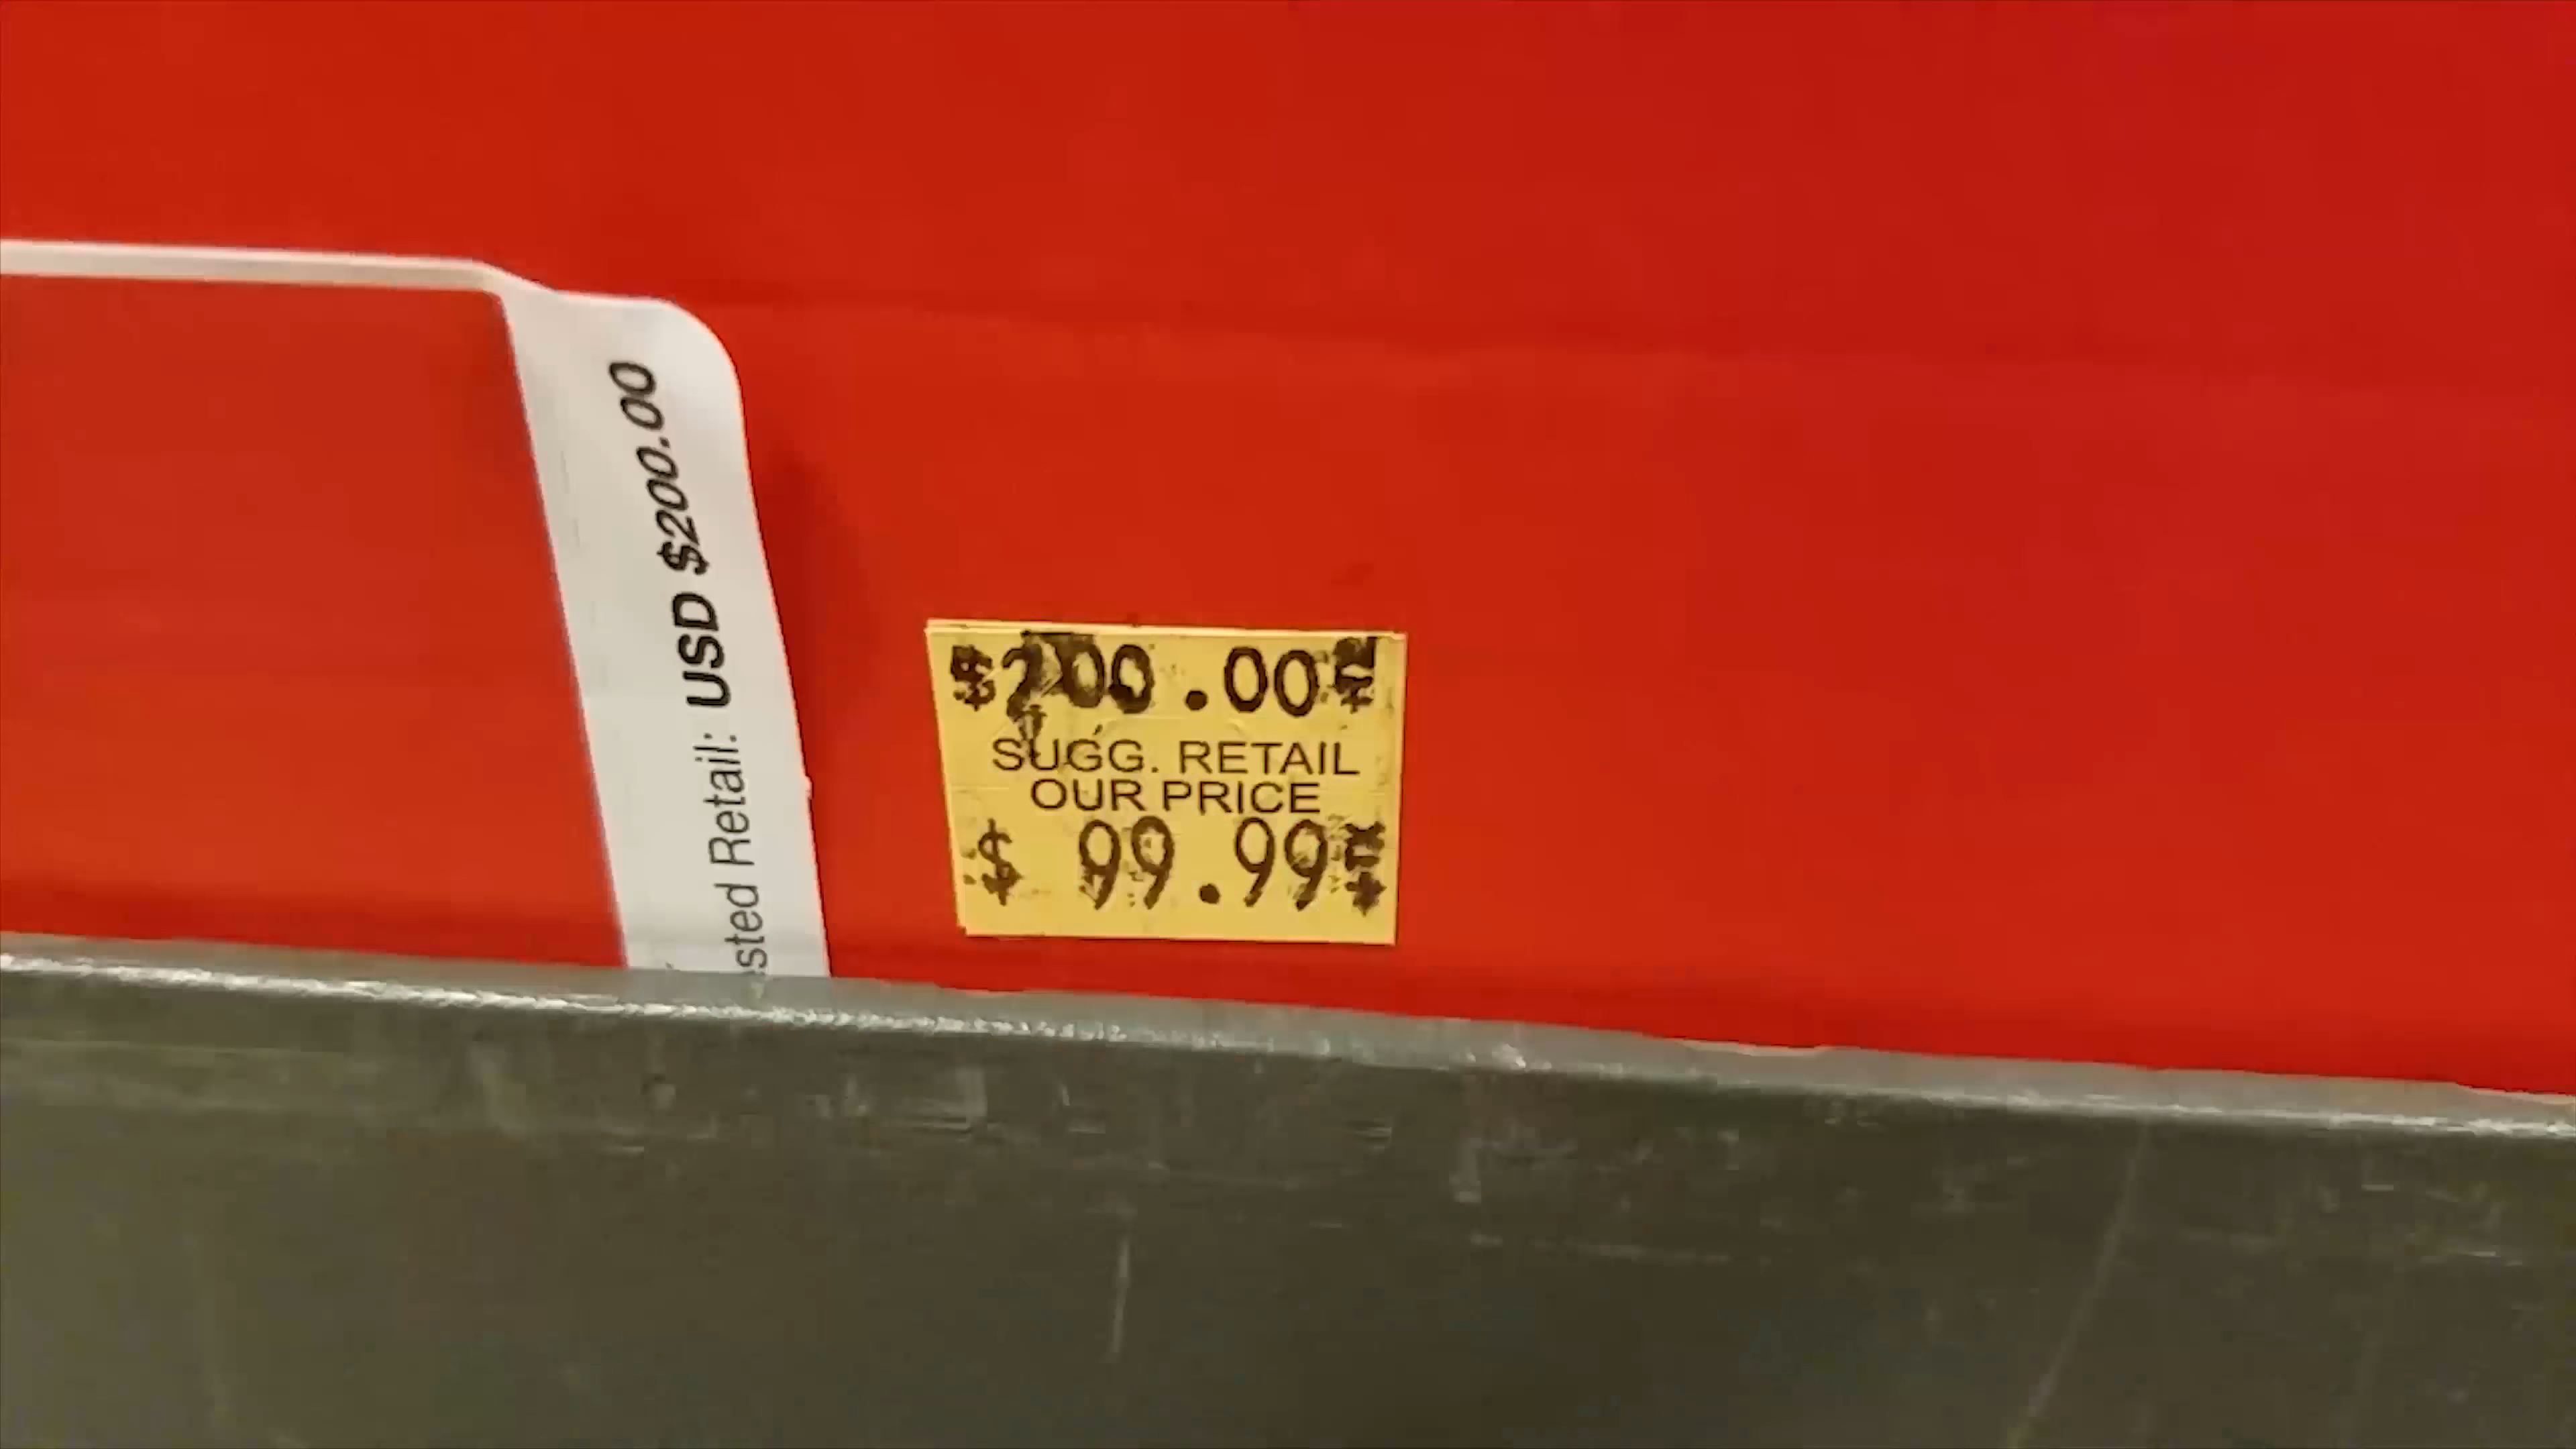 sted Retail: USD $200.00
$200.00
SUGG. RETAIL
OUR PRICE
$ 99.99